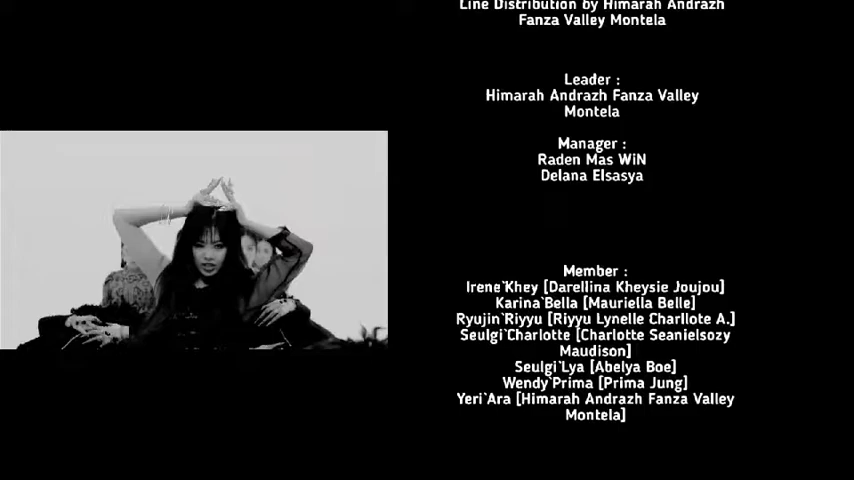 Line Distribution by Himarah Andrazh
Fanza Valley Montela
Leader :
Himarah Andrazh Fanza Valley
Montela
Manager :
Raden Mas WiN
Delana Elsasya
Member :
Irene`Khey [Darellina Kheysie Joujou]
Karina`Bella [Mauriella Belle]
Ryujin`Riyyu [Riyyu Lynelle Charllote A.]
Seulgi`Charlotte [Charlotte Seanielsozy
Maudison]
Seulgi`Lya [Abelya Boe]
Wendy`Prima [Prima Jung]
Yeri`Ara [Himarah Andrazh Fanza Valley
Montela]